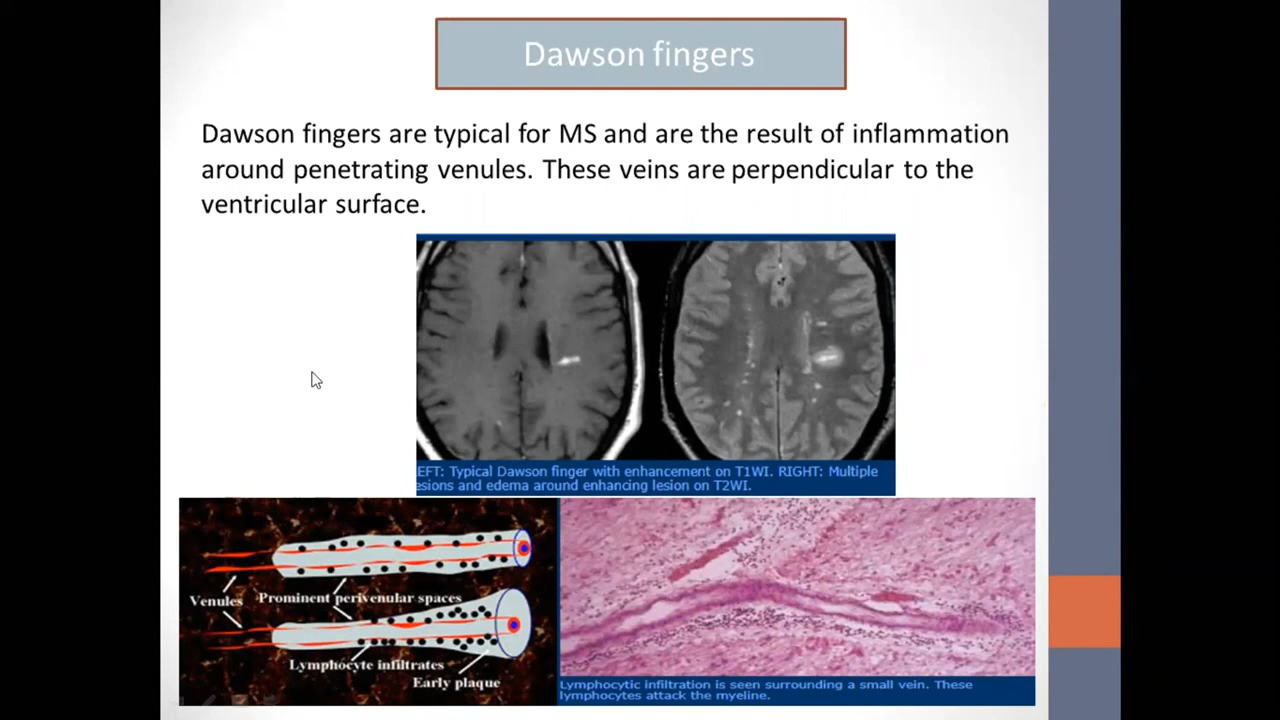 Dawson fingers
Dawson fingers are typical for MS and are the result of inflammation
around penetrating venules. These veins are perpendicular to the
ventricular surface.
EFT: Typical Dawson finger with enhancement on T1WI. RIGHT: Multiple
esions and edema around enhancing lesion on T2WI.
Venules
Prominent perivenular spaces
Lymphocyte infiltrates
Early plaque
Lymphocytic infiltration is seen surrounding a small vein. These
lymphocytes attack the myeline.